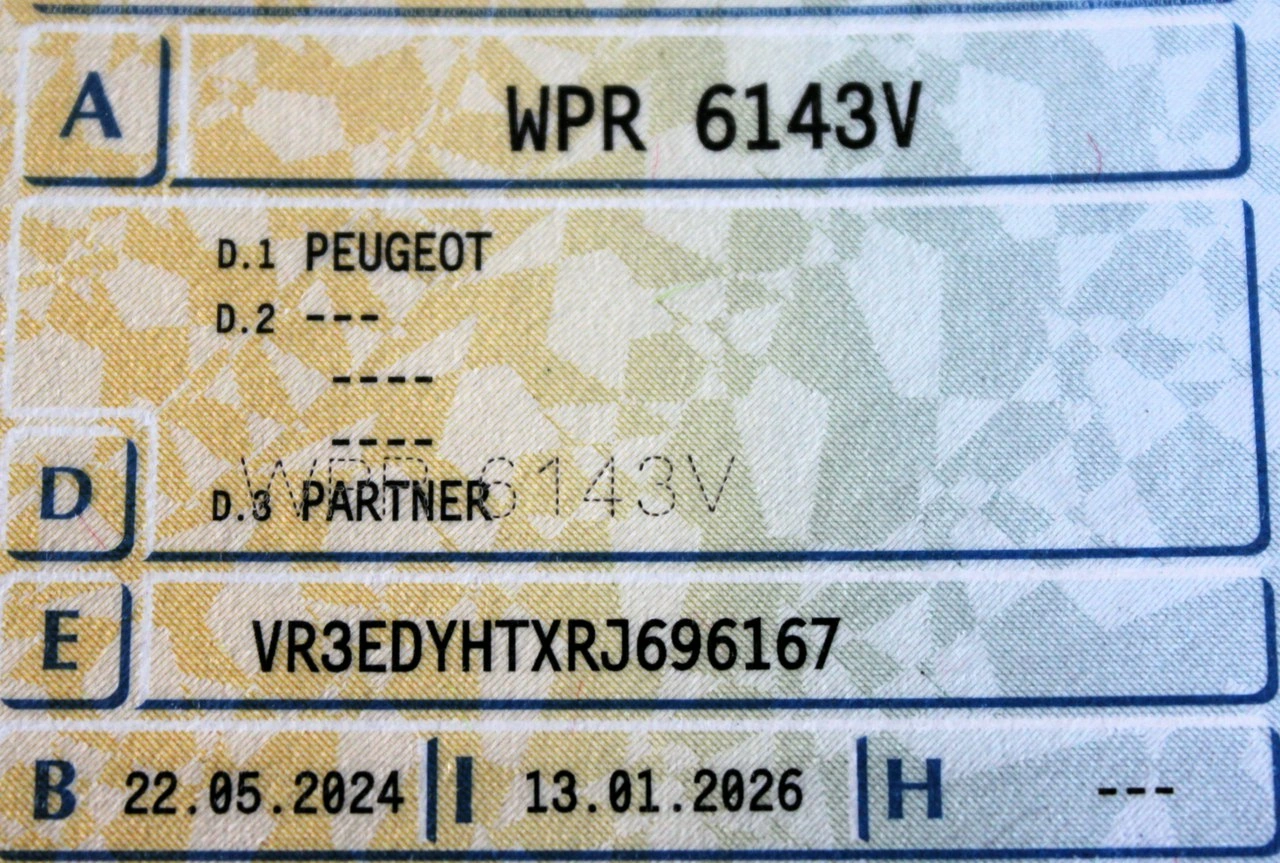 A WPR 6143V
D.1 PEUGEOT
D.2 ---
----
----
WPR 6143V
D D.3 PARTNER
E VR3EDYHTXRJ696167
B 22.05.2024 I 13.01.2026 H ---